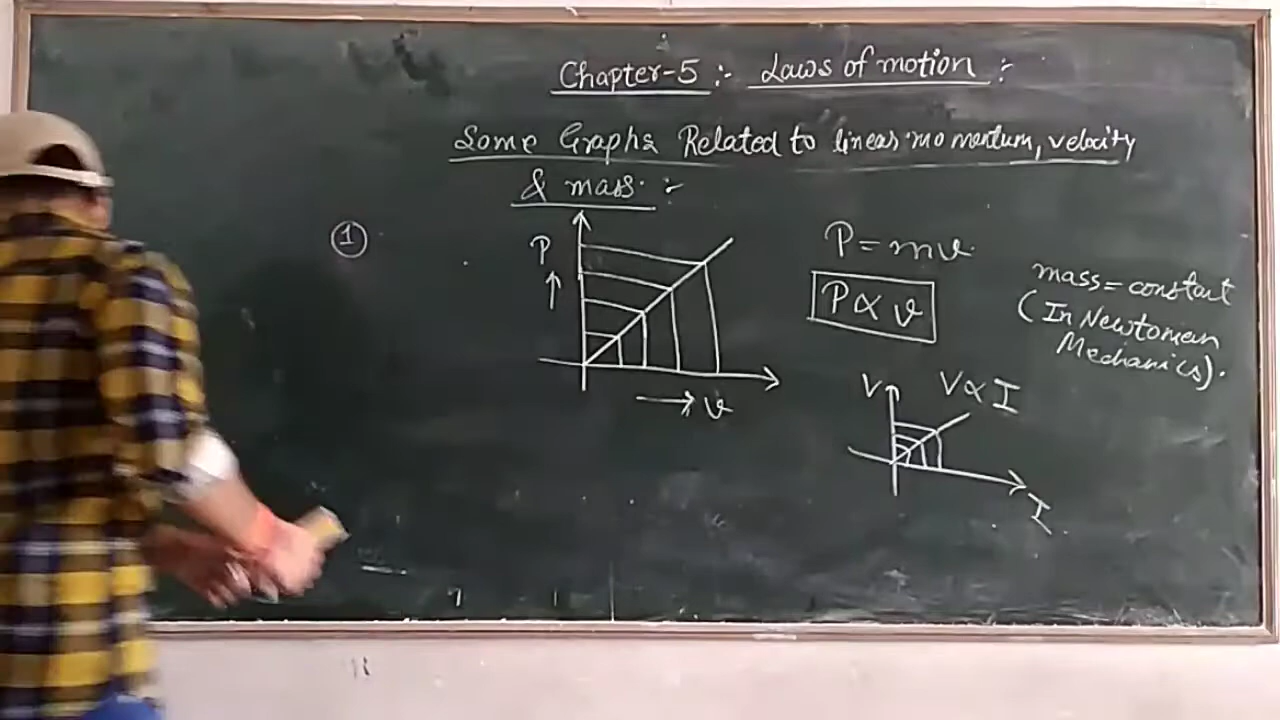 Chapter-5 :- Laws of motion :-
Some Graphs Related to linear momentum, velocity
& mass. :-
1
P
v
P = mv
P ∝ v
mass = constant
(In Newtonian
Mechanics).
V
V ∝ I
I